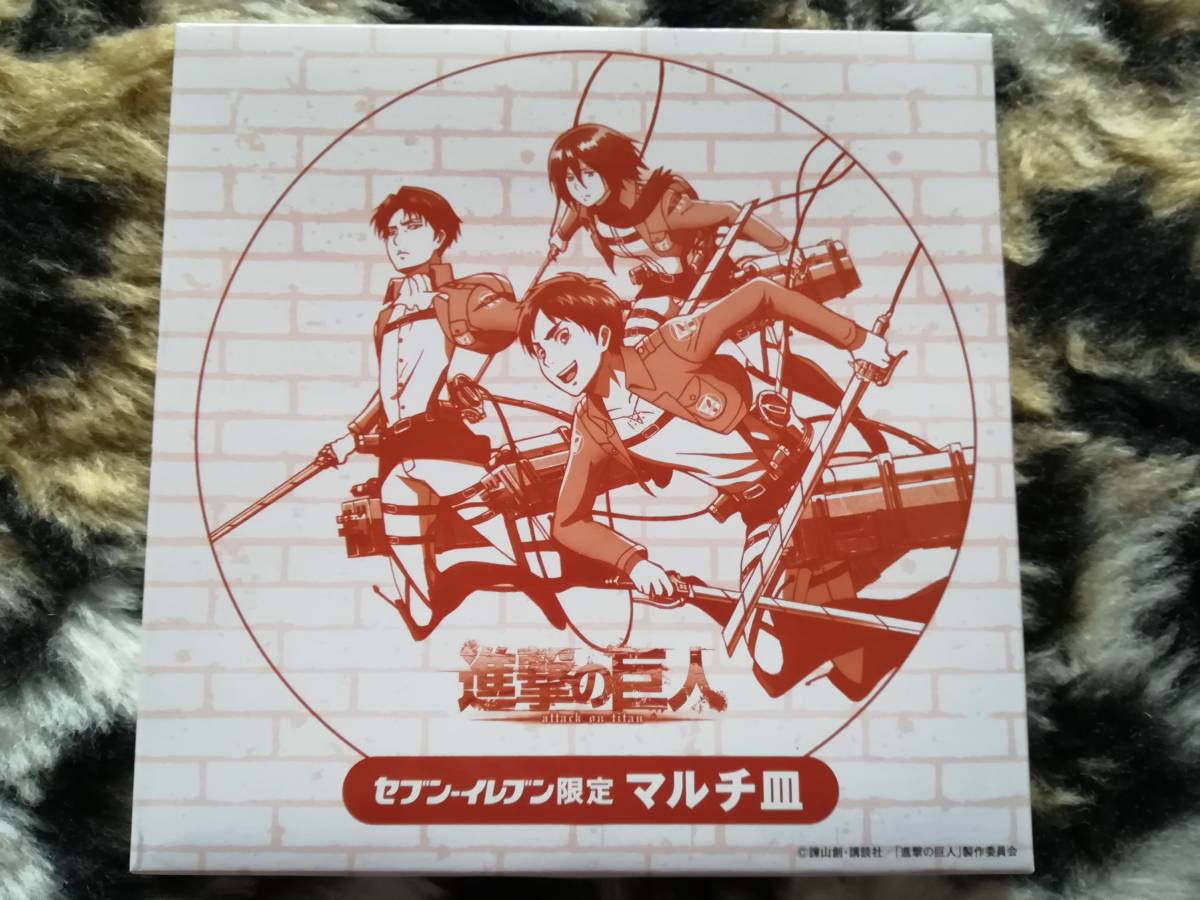 進撃の巨人
attack on titan
セブン-イレブン限定 マルチ皿
©諫山創・講談社/「進撃の巨人」製作委員会